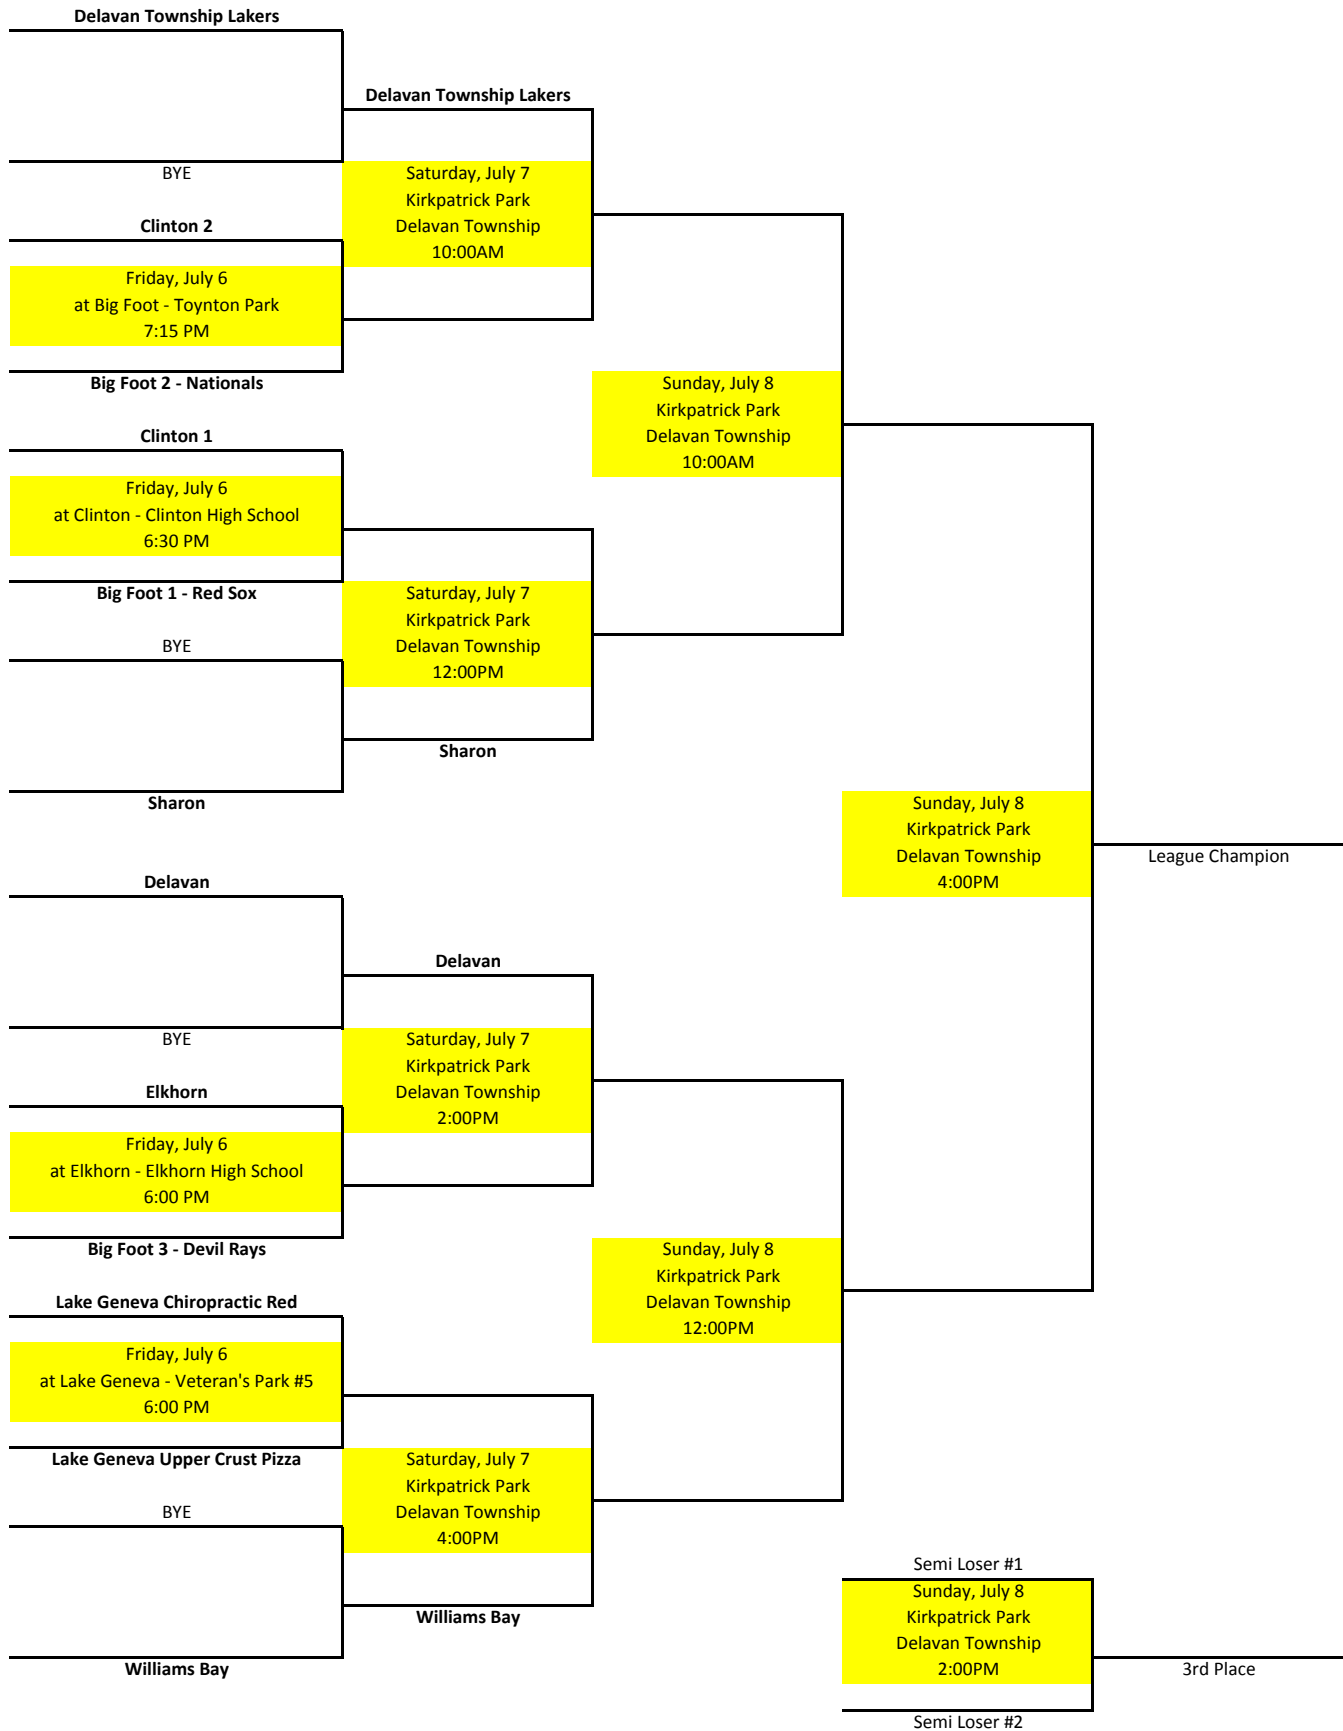 Delavan Township Lakers
Delavan Township Lakers
BYE
Saturday, July 7
Kirkpatrick Park
Delavan Township
10:00AM
Clinton 2
Friday, July 6
at Big Foot - Toynton Park
7:15 PM
Big Foot 2 - Nationals
Sunday, July 8
Kirkpatrick Park
Delavan Township
10:00AM
Clinton 1
Friday, July 6
at Clinton - Clinton High School
6:30 PM
Big Foot 1 - Red Sox
Saturday, July 7
Kirkpatrick Park
Delavan Township
12:00PM
BYE
Sharon
Sharon
Sunday, July 8
Kirkpatrick Park
Delavan Township
4:00PM
League Champion
Delavan
Delavan
BYE
Saturday, July 7
Kirkpatrick Park
Delavan Township
2:00PM
Elkhorn
Friday, July 6
at Elkhorn - Elkhorn High School
6:00 PM
Big Foot 3 - Devil Rays
Sunday, July 8
Kirkpatrick Park
Delavan Township
12:00PM
Lake Geneva Chiropractic Red
Friday, July 6
at Lake Geneva - Veteran's Park #5
6:00 PM
Lake Geneva Upper Crust Pizza
Saturday, July 7
Kirkpatrick Park
Delavan Township
4:00PM
BYE
Williams Bay
Williams Bay
Semi Loser #1
Sunday, July 8
Kirkpatrick Park
Delavan Township
2:00PM
3rd Place
Semi Loser #2